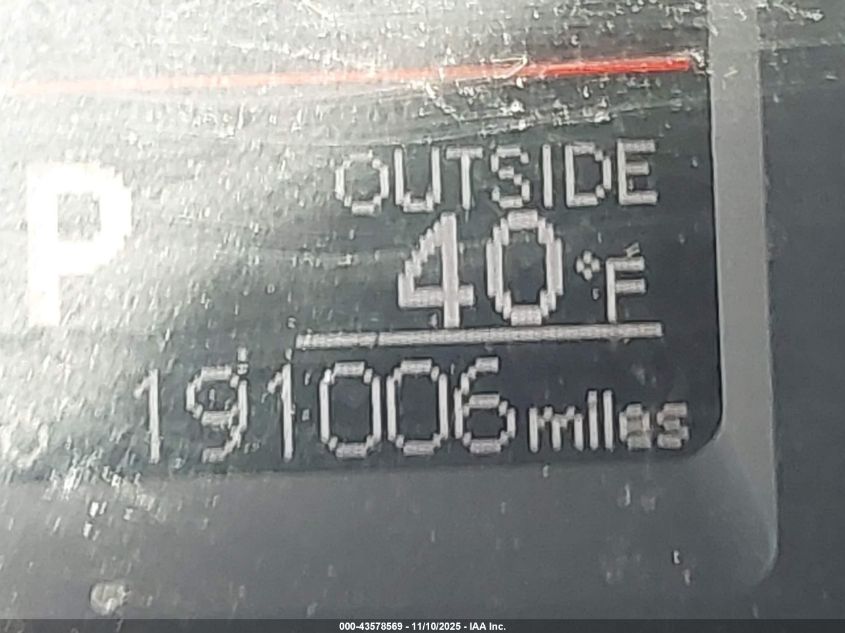 OUTSIDE
P
40°F
191006 miles
000-43578569 - 11/10/2025 - IAA Inc.